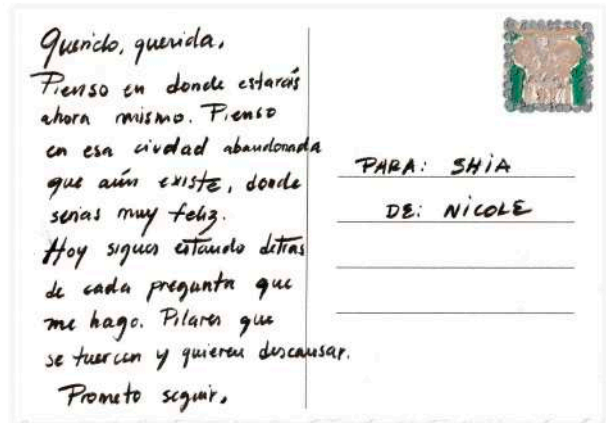 Querido, querida,
Pienso en donde estarás
ahora mismo. Pienso
en esa ciudad abandonada
que aún existe, donde
serías muy feliz.
Hoy sigues estando detrás
de cada pregunta que
me hago. Pilares que
se tuercen y quieren descansar.
Prometo seguir.
PARA: SHIA
DE: NICOLE